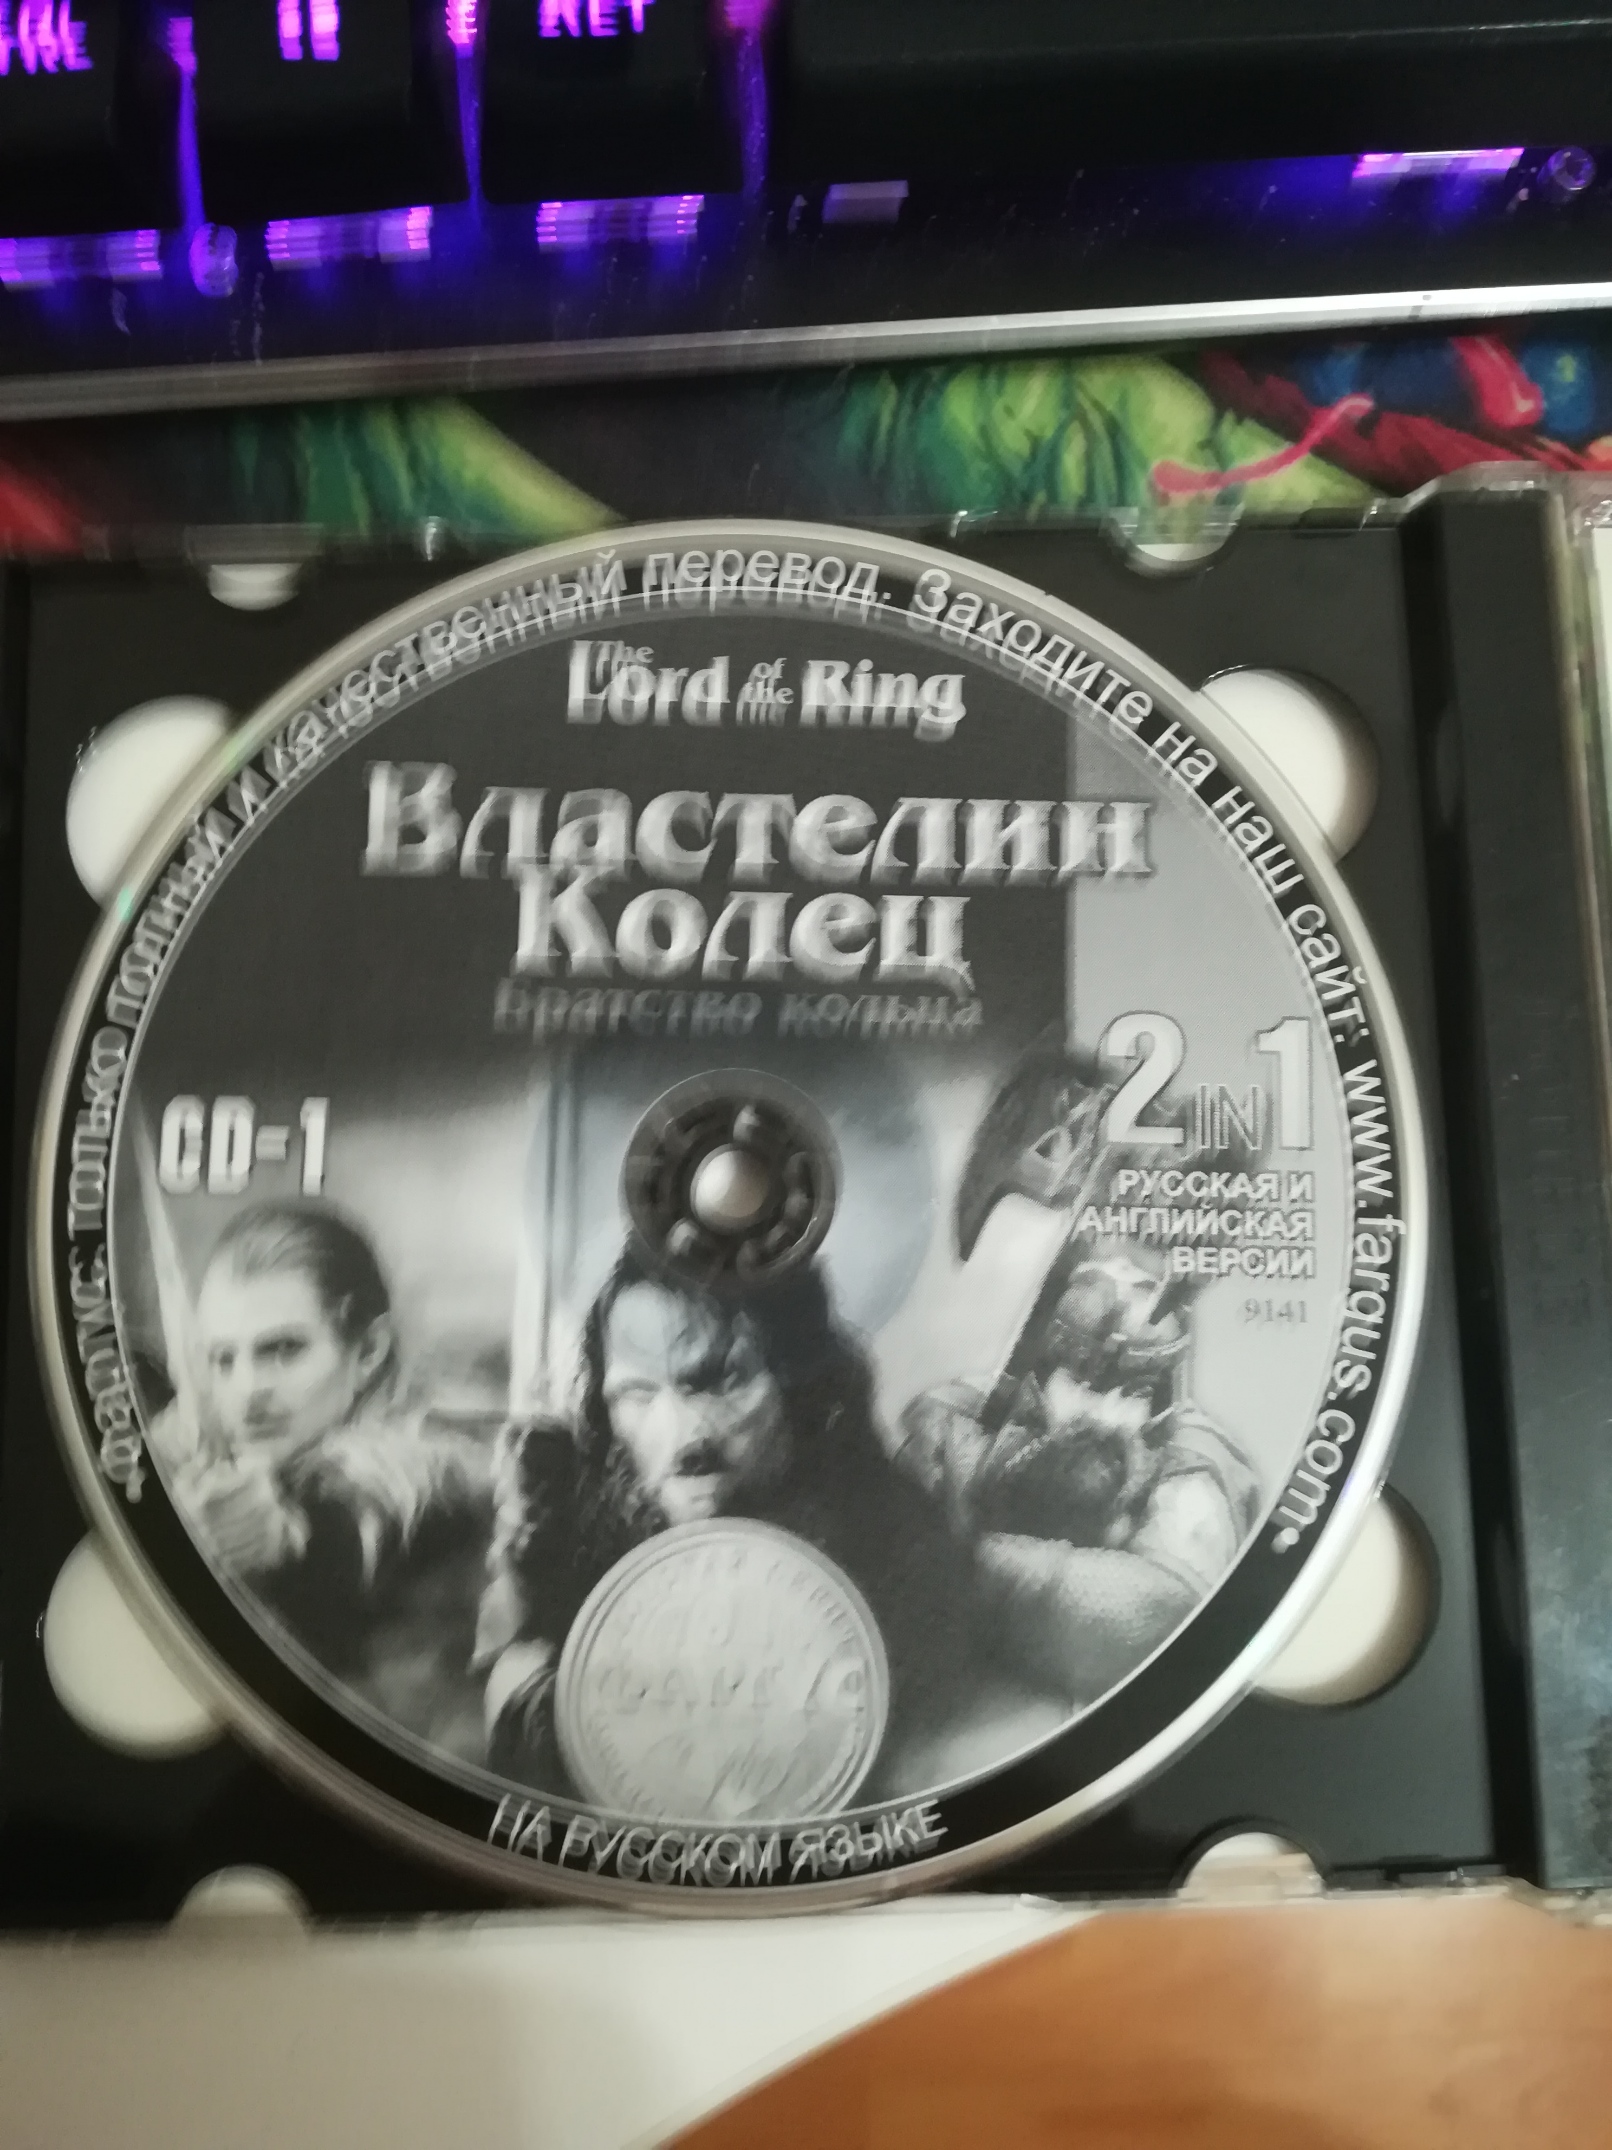 "Фаргус": только полный и качественный перевод. Заходите на наш сайт: www.fargus.com
The Lord of the Ring
Властелин
Колец
Братство кольца
CD-1
2 IN 1
РУССКАЯ И
АНГЛИЙСКАЯ
ВЕРСИИ
9141
НА РУССКОМ ЯЗЫКЕ